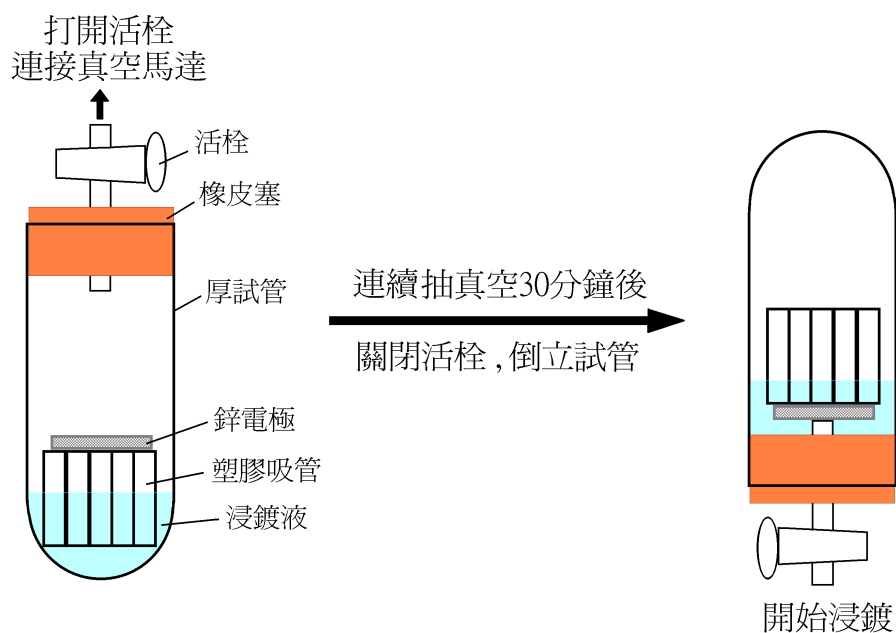 打開活栓
連接真空馬達
活栓
橡皮塞
厚試管
連續抽真空30分鐘後
關閉活栓,倒立試管
鋅電極
塑膠吸管
浸鍍液
開始浸鍍